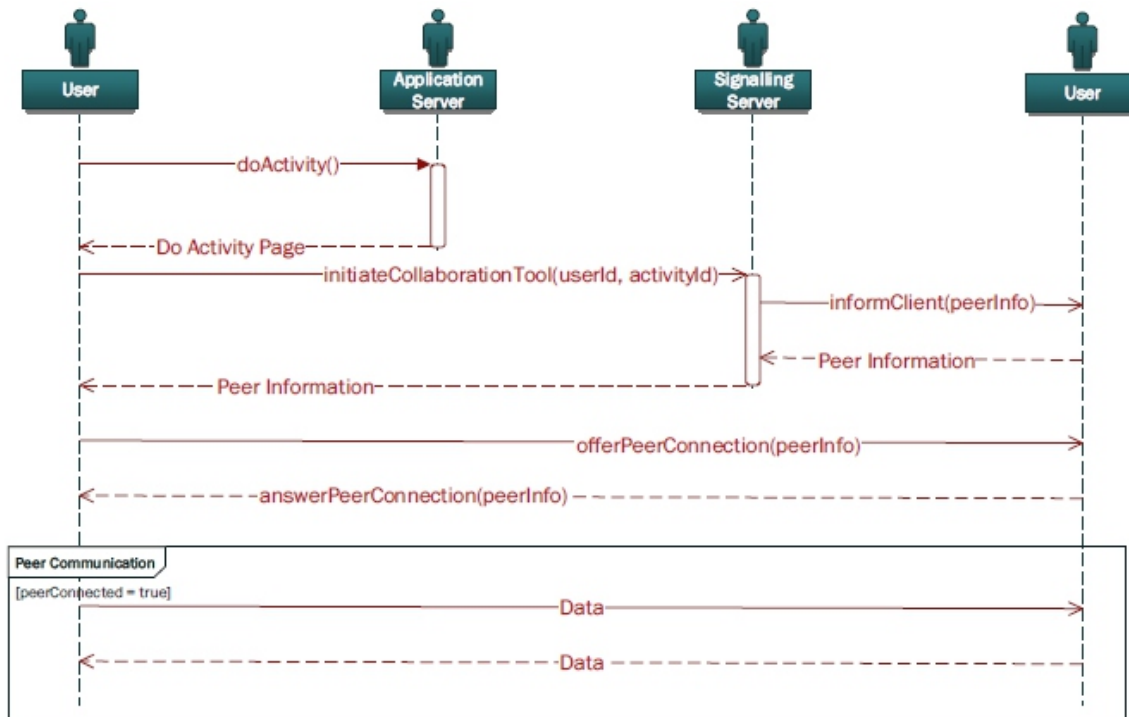 User
Application
Server
Signalling
Server
User
doActivity()
Do Activity Page
initiateCollaborationTool(userId, activityId)
informClient(peerInfo)
Peer Information
Peer Information
offerPeerConnection(peerInfo)
answerPeerConnection(peerInfo)
Peer Communication
[peerConnected = true]
Data
Data